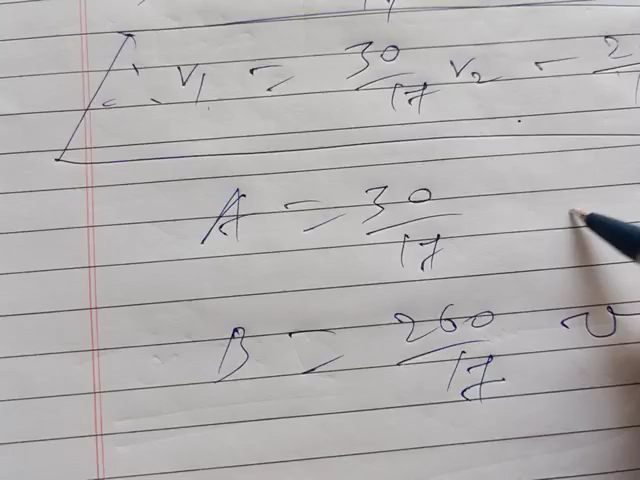 ∴ V₁ = 30/17 V₂ - 2
A = 30/17
B = 260/17 v